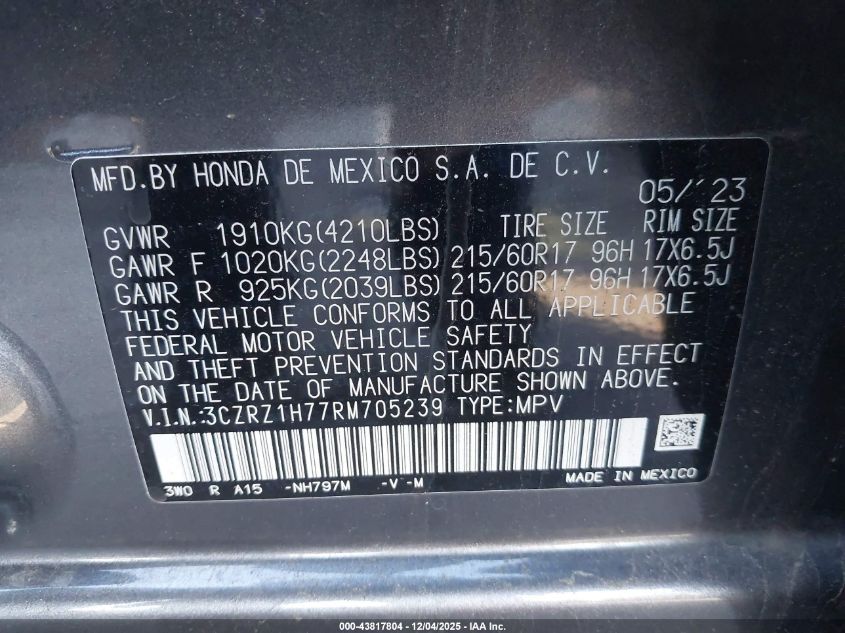 MFD.BY HONDA DE MEXICO S.A. DE C.V.
05/'23
GVWR 1910KG(4210LBS) TIRE SIZE RIM SIZE
GAWR F 1020KG(2248LBS) 215/60R17 96H 17X6.5J
GAWR R 925KG(2039LBS) 215/60R17 96H 17X6.5J
THIS VEHICLE CONFORMS TO ALL APPLICABLE
FEDERAL MOTOR VEHICLE SAFETY
AND THEFT PREVENTION STANDARDS IN EFFECT
ON THE DATE OF MANUFACTURE SHOWN ABOVE.
V.I.N.:3CZRZ1H77RM705239 TYPE:MPV
3W0 R A15 -NH797M -V -M MADE IN MEXICO
000-43817804 - 12/04/2025 - IAA Inc.